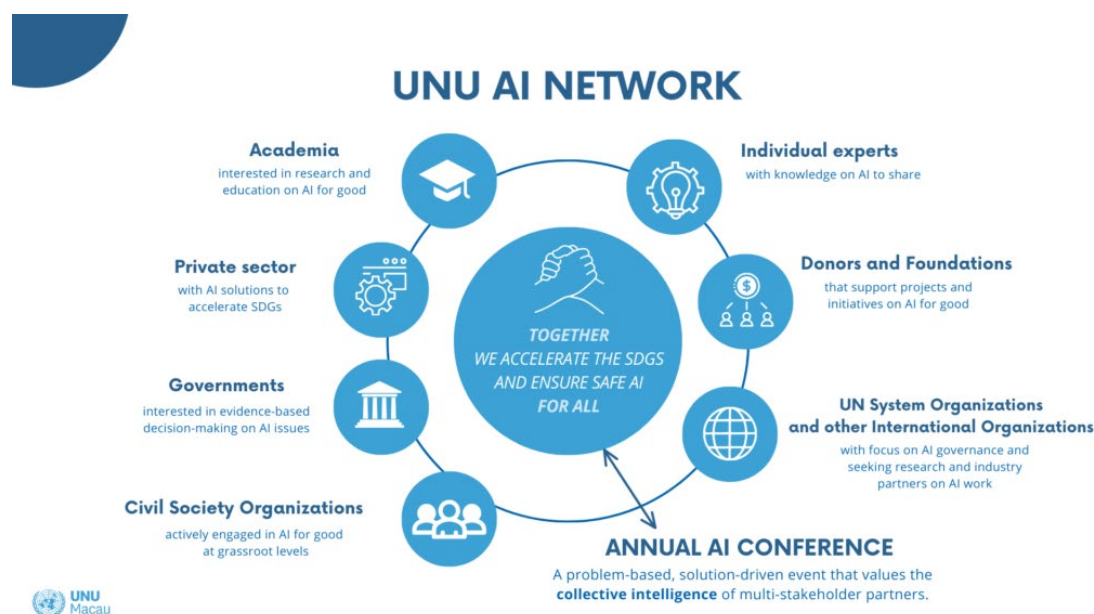 UNU AI NETWORK
Academia
interested in research and
education on AI for good
Private sector
with AI solutions to
accelerate SDGs
Governments
interested in evidence-based
decision-making on AI issues
Civil Society Organizations
actively engaged in AI for good
at grassroot levels
Individual experts
with knowledge on AI to share
Donors and Foundations
that support projects and
initiatives on AI for good
UN System Organizations
and other International Organizations
with focus on AI governance and
seeking research and industry
partners on AI work
$
TOGETHER
WE ACCELERATE THE SDGS
AND ENSURE SAFE AI
FOR ALL
ANNUAL AI CONFERENCE
A problem-based, solution-driven event that values the
collective intelligence of multi-stakeholder partners.
UNU
Macau